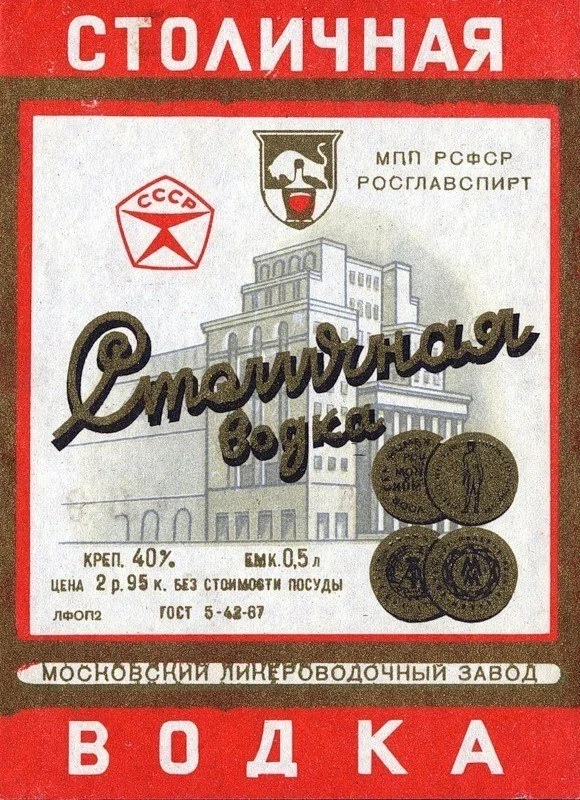 СТОЛИЧНАЯ
МПП РСФСР
РОСГЛАВСПИРТ
СССР
Столичная
водка
КРЕП. 40% ЕМК. 0,5 л
ЦЕНА 2 р. 95 к. БЕЗ СТОИМОСТИ ПОСУДЫ
ЛФОП2 ГОСТ 5-42-67
МОСКОВСКИЙ ЛИКЕРОВОДОЧНЫЙ ЗАВОД
ВОДКА